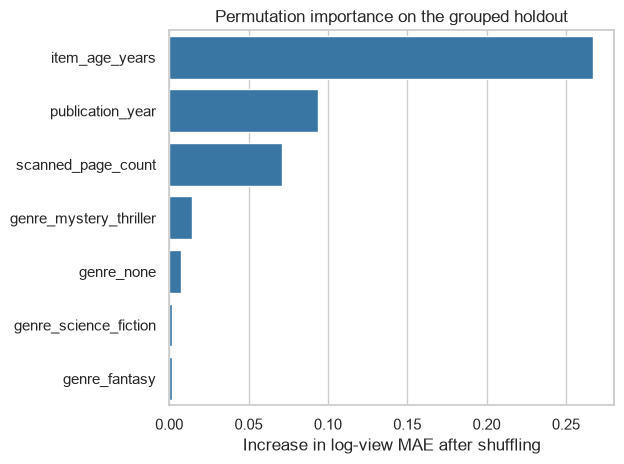 Permutation importance on the grouped holdout
item_age_years
publication_year
scanned_page_count
genre_mystery_thriller
genre_none
genre_science_fiction
genre_fantasy
0.00 0.05 0.10 0.15 0.20 0.25
Increase in log-view MAE after shuffling